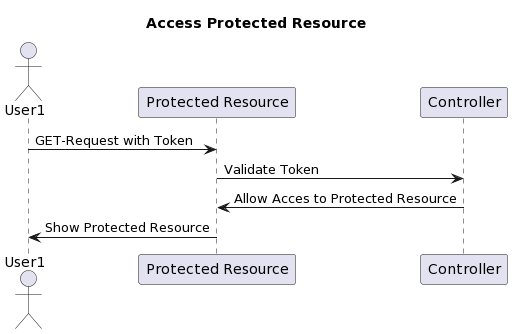 Access Protected Resource
User1
Protected Resource
Controller
GET-Request with Token
Validate Token
Allow Acces to Protected Resource
Show Protected Resource
User1
Protected Resource
Controller